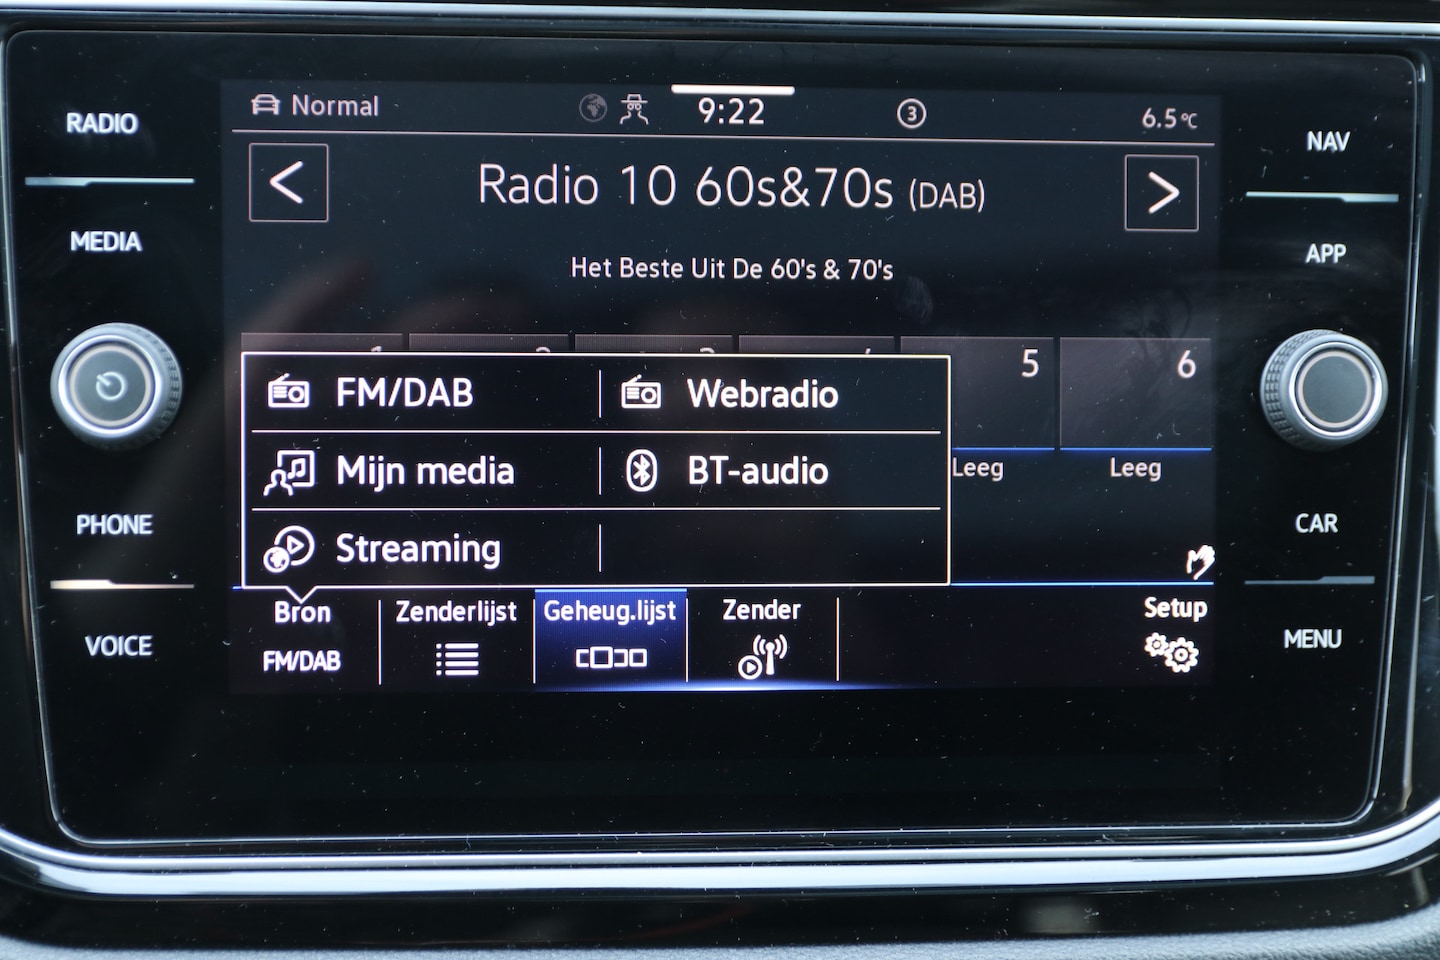 RADIO
MEDIA
PHONE
VOICE
Normal
9:22
3
6.5°C
Radio 10 60s&70s (DAB)
Het Beste Uit De 60's & 70's
5
6
FM/DAB
Webradio
Mijn media
BT-audio
Streaming
Leeg
Leeg
Bron
FM/DAB
Zenderlijst
Geheug.lijst
Zender
Setup
NAV
APP
CAR
MENU